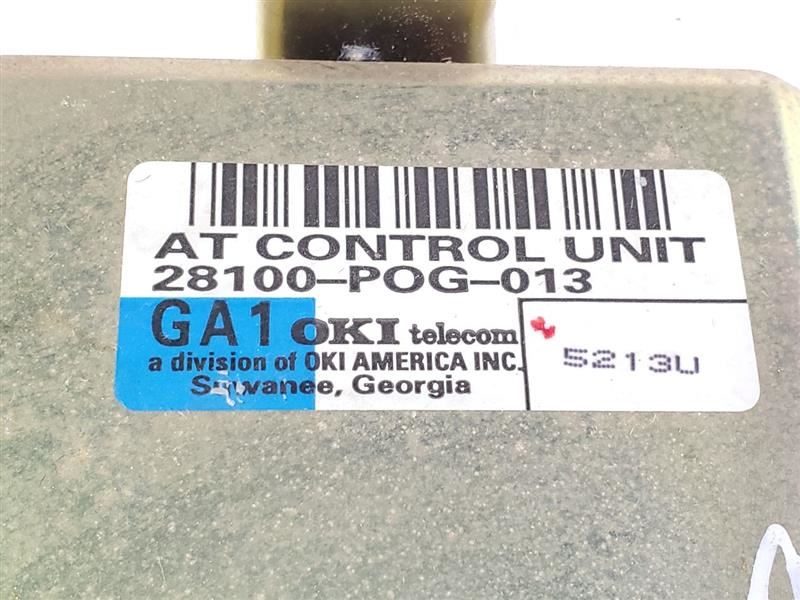 AT CONTROL UNIT
28100-POG-013
GA1 OKI telecom
a division of OKI AMERICA INC.
Suwanee, Georgia
5213U